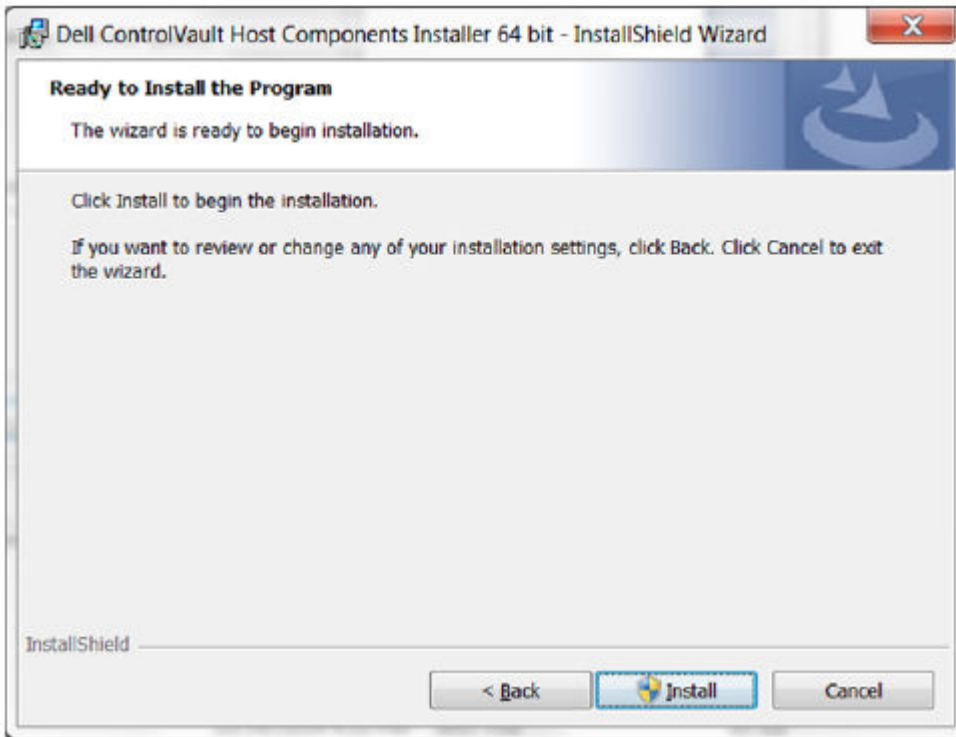 Dell ControlVault Host Components Installer 64 bit - InstallShield Wizard
Ready to Install the Program
The wizard is ready to begin installation.
Click Install to begin the installation.
If you want to review or change any of your installation settings, click Back. Click Cancel to exit
the wizard.
InstallShield
< Back
Install
Cancel